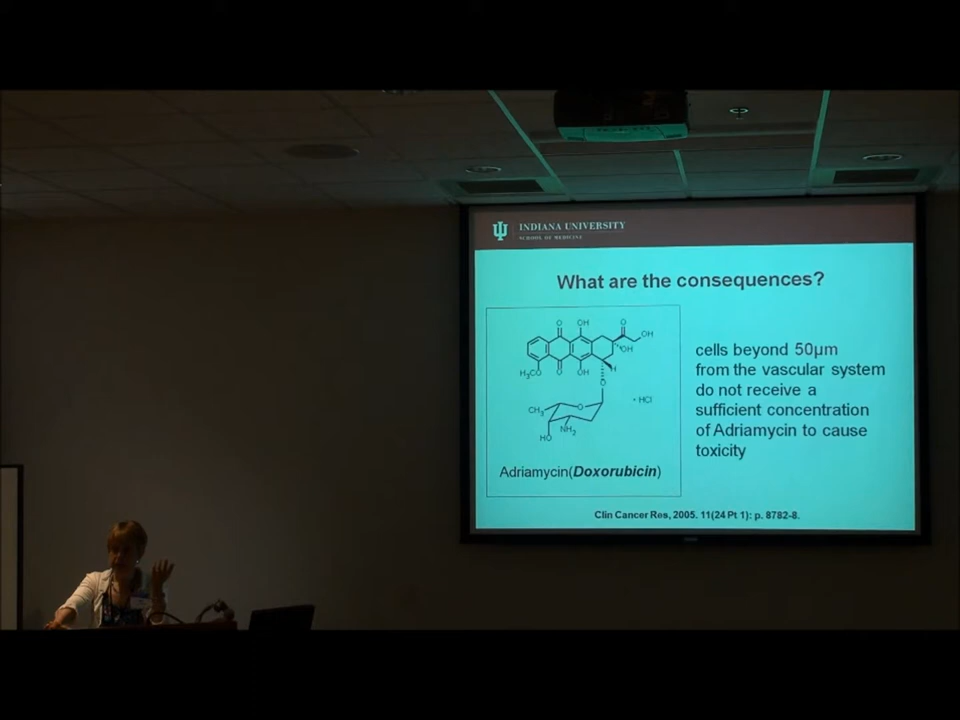 INDIANA UNIVERSITY
SCHOOL OF MEDICINE
What are the consequences?
O
OH
O
OH
OH
H₃CO
O
OH
H
O
• HCl
CH₃
O
NH₂
HO
Adriamycin(Doxorubicin)
cells beyond 50µm
from the vascular system
do not receive a
sufficient concentration
of Adriamycin to cause
toxicity
Clin Cancer Res, 2005. 11(24 Pt 1): p. 8782-8.